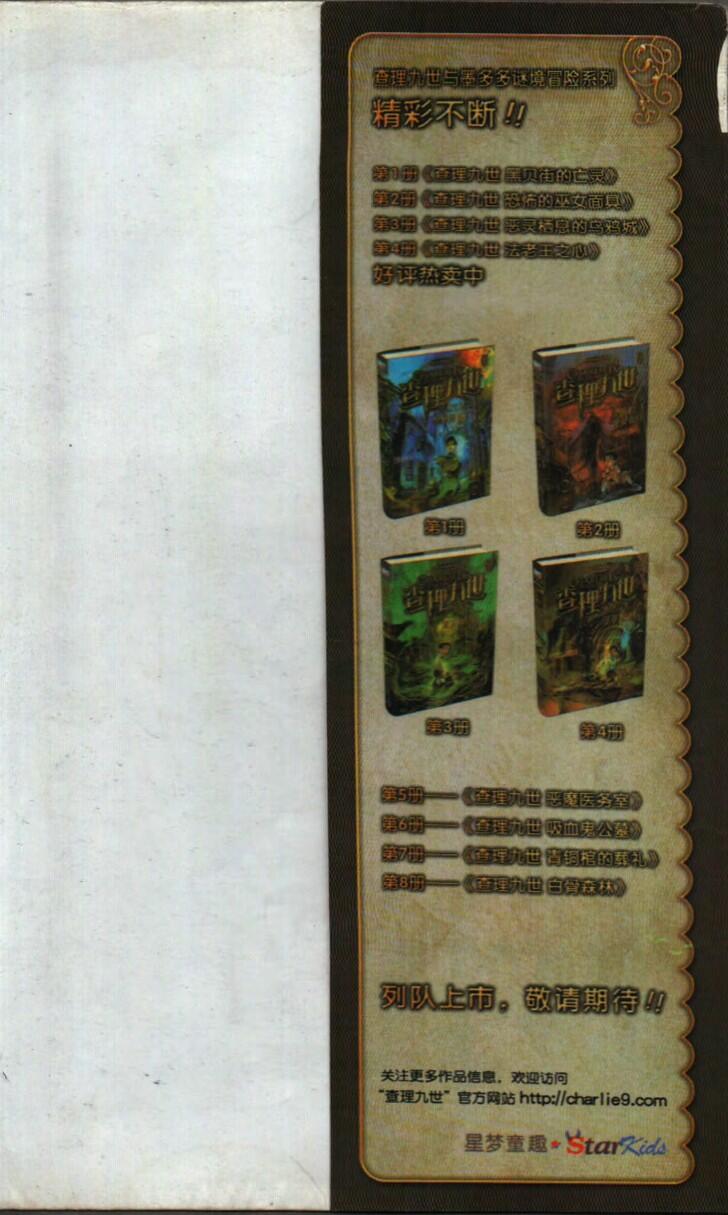 查理九世与墨多多谜境冒险系列
精彩不断!!
第1册《查理九世 黑贝街的亡灵》
第2册《查理九世 恐怖的巫女面具》
第3册《查理九世 恶灵栖息的乌鸦城》
第4册《查理九世 法老王之心》
好评热卖中
查理九世
查理九世
第1册
第2册
查理九世
查理九世
第3册
第4册
第5册——《查理九世 恶魔医务室》
第6册——《查理九世 吸血鬼公墓》
第7册——《查理九世 青铜棺的葬礼》
第8册——《查理九世 白骨森林》
列队上市，敬请期待!!
关注更多作品信息，欢迎访问
“查理九世”官方网站 http://charlie9.com
星梦童趣 StarKids